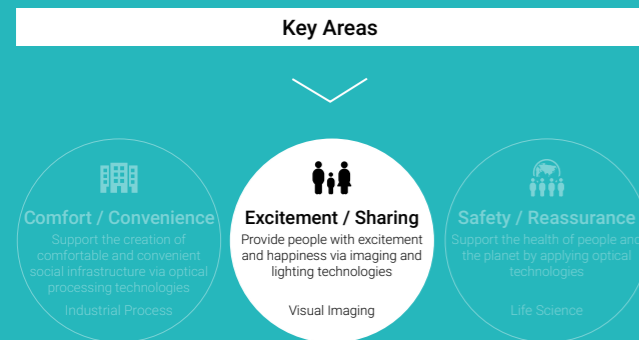 Key Areas
Comfort / Convenience
Support the creation of
comfortable and convenient
social infrastructure via optical
processing technologies
Industrial Process
Excitement / Sharing
Provide people with excitement
and happiness via imaging and
lighting technologies
Visual Imaging
Safety / Reassurance
Support the health of people and
the planet by applying optical
technologies
Life Science